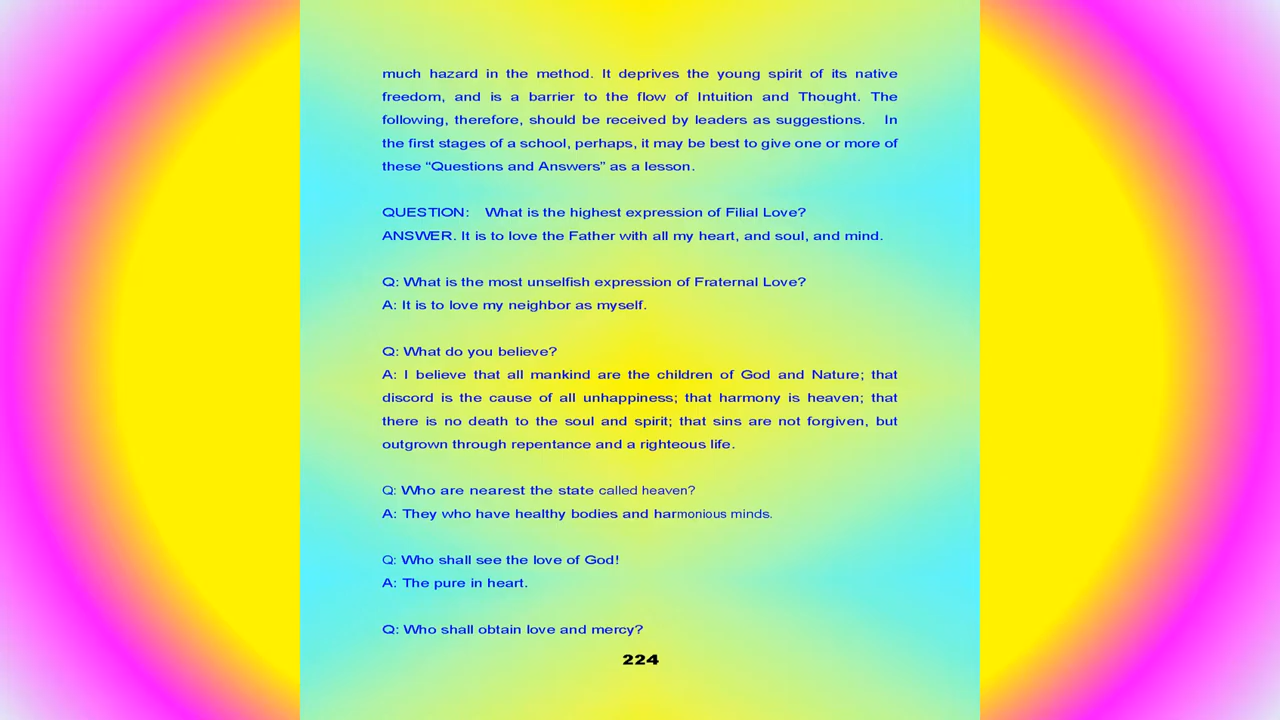 much hazard in the method. It deprives the young spirit of its native
freedom, and is a barrier to the flow of Intuition and Thought. The
following, therefore, should be received by leaders as suggestions. In
the first stages of a school, perhaps, it may be best to give one or more of
these “Questions and Answers” as a lesson.
QUESTION: What is the highest expression of Filial Love?
ANSWER. It is to love the Father with all my heart, and soul, and mind.
Q: What is the most unselfish expression of Fraternal Love?
A: It is to love my neighbor as myself.
Q: What do you believe?
A: I believe that all mankind are the children of God and Nature; that
discord is the cause of all unhappiness; that harmony is heaven; that
there is no death to the soul and spirit; that sins are not forgiven, but
outgrown through repentance and a righteous life.
Q: Who are nearest the state called heaven?
A: They who have healthy bodies and harmonious minds.
Q: Who shall see the love of God!
A: The pure in heart.
Q: Who shall obtain love and mercy?
224